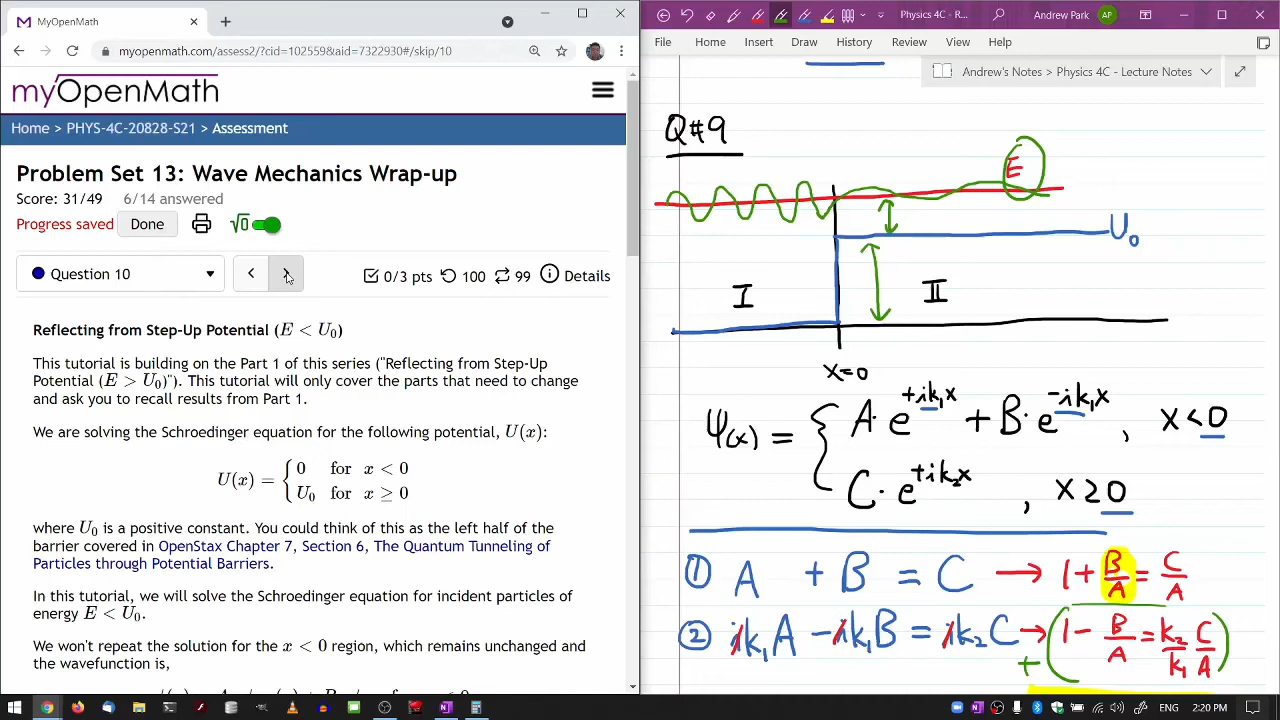 MyOpenMath
myopenmath.com/assess2/?cid=102559&aid=7322930#/skip/10
myOpenMath
Home > PHYS-4C-20828-S21 > Assessment
Problem Set 13: Wave Mechanics Wrap-up
Score: 31/49 6/14 answered
Progress saved Done √0
Question 10 0/3 pts 100 99 Details
Reflecting from Step-Up Potential (E < U₀)
This tutorial is building on the Part 1 of this series ("Reflecting from Step-Up
Potential (E > U₀)"). This tutorial will only cover the parts that need to change
and ask you to recall results from Part 1.
We are solving the Schroedinger equation for the following potential, U(x):
U(x) = { 0 for x < 0
U₀ for x ≥ 0
where U₀ is a positive constant. You could think of this as the left half of the
barrier covered in OpenStax Chapter 7, Section 6, The Quantum Tunneling of
Particles through Potential Barriers.
In this tutorial, we will solve the Schroedinger equation for incident particles of
energy E < U₀.
We won't repeat the solution for the x < 0 region, which remains unchanged and
the wavefunction is,
Physics 4C - R... Andrew Park AP
File Home Insert Draw History Review View Help
Andrew's Notes » Physics 4C - Lecture Notes
Q#9
E
U₀
I II
x=0
ψ(x) = { A·e^{+ik₁x} + B·e^{-ik₁x}, x<0
C·e^{+ik₂x}, x≥0
① A + B = C → 1 + B/A = C/A
② ik₁A - ik₁B = ik₂C → 1 - B/A = k₂/k₁ C/A
+
ENG 2:20 PM